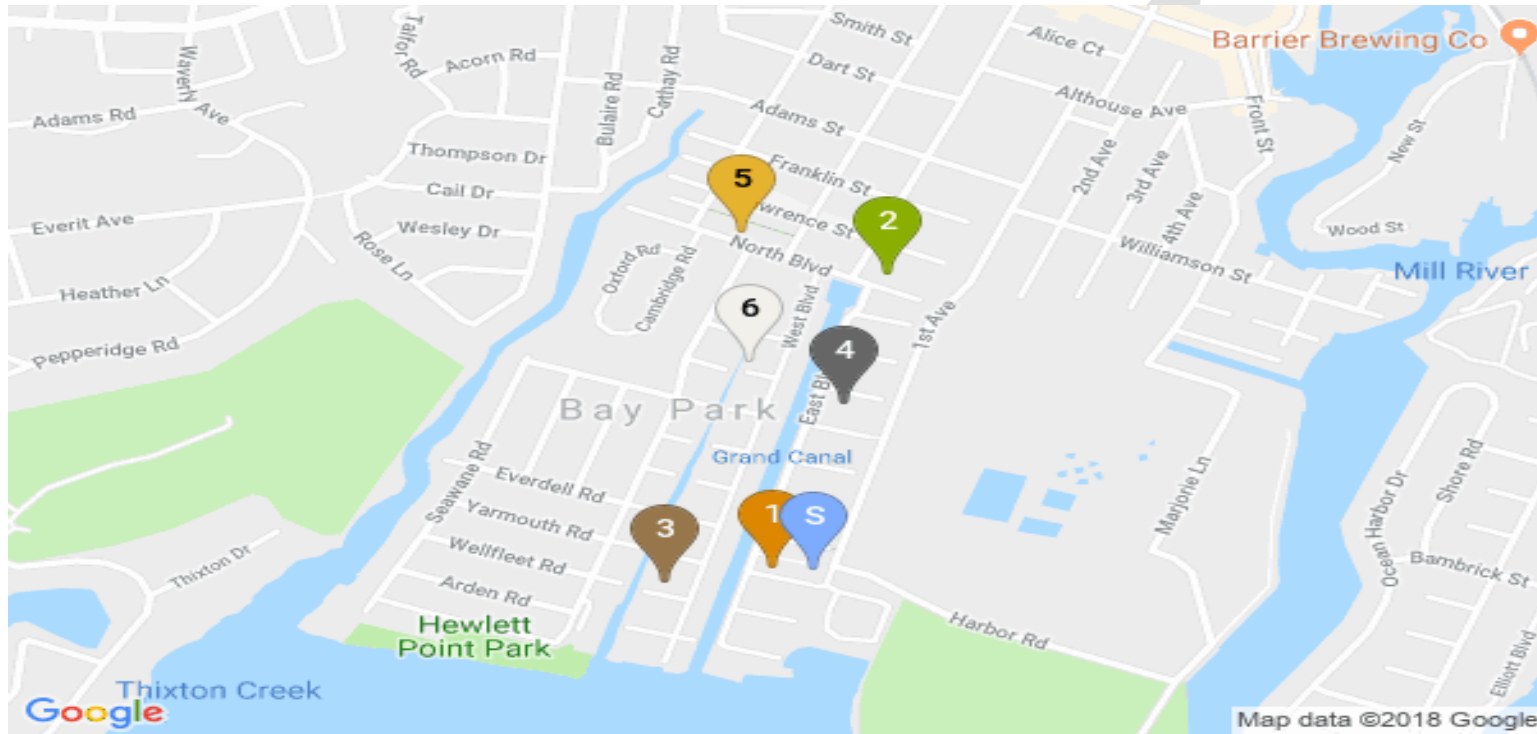 Smith St
Alice Ct
Barrier Brewing Co
Talfor Rd
Acorn Rd
Waverly Ave
Dart St
Cathay Rd
Bulaire Rd
Althouse Ave
Front St
Adams Rd
Adams St
New St
Thompson Dr
Franklin St
2nd Ave
3rd Ave
5
Cail Dr
4th Ave
Everit Ave
Wesley Dr
wrence St
2
Wood St
Rose Ln
North Blvd
Williamson St
Oxford Rd
Mill River
Heather Ln
Cambridge Rd
6
West Blvd
1st Ave
Pepperidge Rd
4
East Bl
Bay Park
Grand Canal
Shore Rd
Seawane Rd
Everdell Rd
Marjorie Ln
Ocean Harbor Dr
Yarmouth Rd
3
1
S
Wellfleet Rd
Thixton Dr
Bambrick St
Arden Rd
Hewlett
Point Park
Harbor Rd
Elliott Blvd
Thixton Creek
Google
Map data ©2018 Google